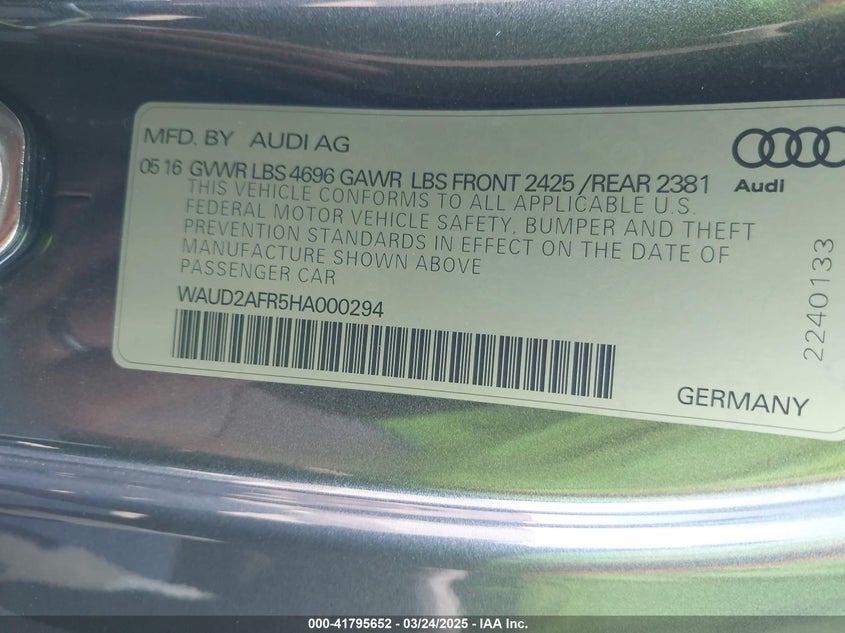 MFD. BY AUDI AG
05 16 GVWR LBS 4696 GAWR LBS FRONT 2425 /REAR 2381
THIS VEHICLE CONFORMS TO ALL APPLICABLE U.S.
FEDERAL MOTOR VEHICLE SAFETY, BUMPER AND THEFT
PREVENTION STANDARDS IN EFFECT ON THE DATE OF
MANUFACTURE SHOWN ABOVE
PASSENGER CAR
WAUD2AFR5HA000294
Audi
2240133
GERMANY
000-41795652 - 03/24/2025 - IAA Inc.